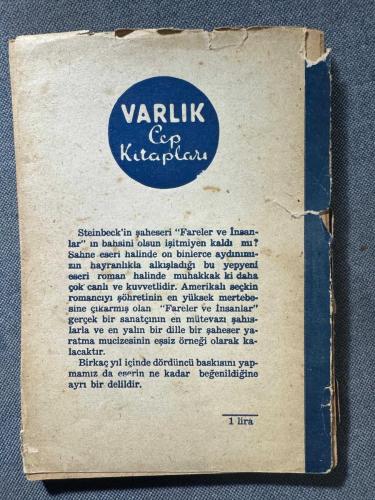 VARLIK
Cep
Kitapları
Steinbeck'in şaheseri "Fareler ve İnsan-
lar" ın bahsini olsun işitmiyen kaldı mı?
Sahne eseri halinde on binlerce aydınımı-
zın hayranlıkla alkışladığı bu yepyeni
eseri roman halinde muhakkak ki daha
çok canlı ve kuvvetlidir. Amerikalı seçkin
romancıyı şöhretinin en yüksek mertebe-
sine çıkarmış olan "Fareler ve İnsanlar"
gerçek bir sanatçının en mütevazı şahıs-
larla ve en yalın bir dille bir şaheser ya-
ratma mucizesinin eşsiz örneği olarak ka-
lacaktır.
Birkaç yıl içinde dördüncü baskısını yap-
mamız da eserin ne kadar beğenildiğine
ayrı bir delildir.
1 lira